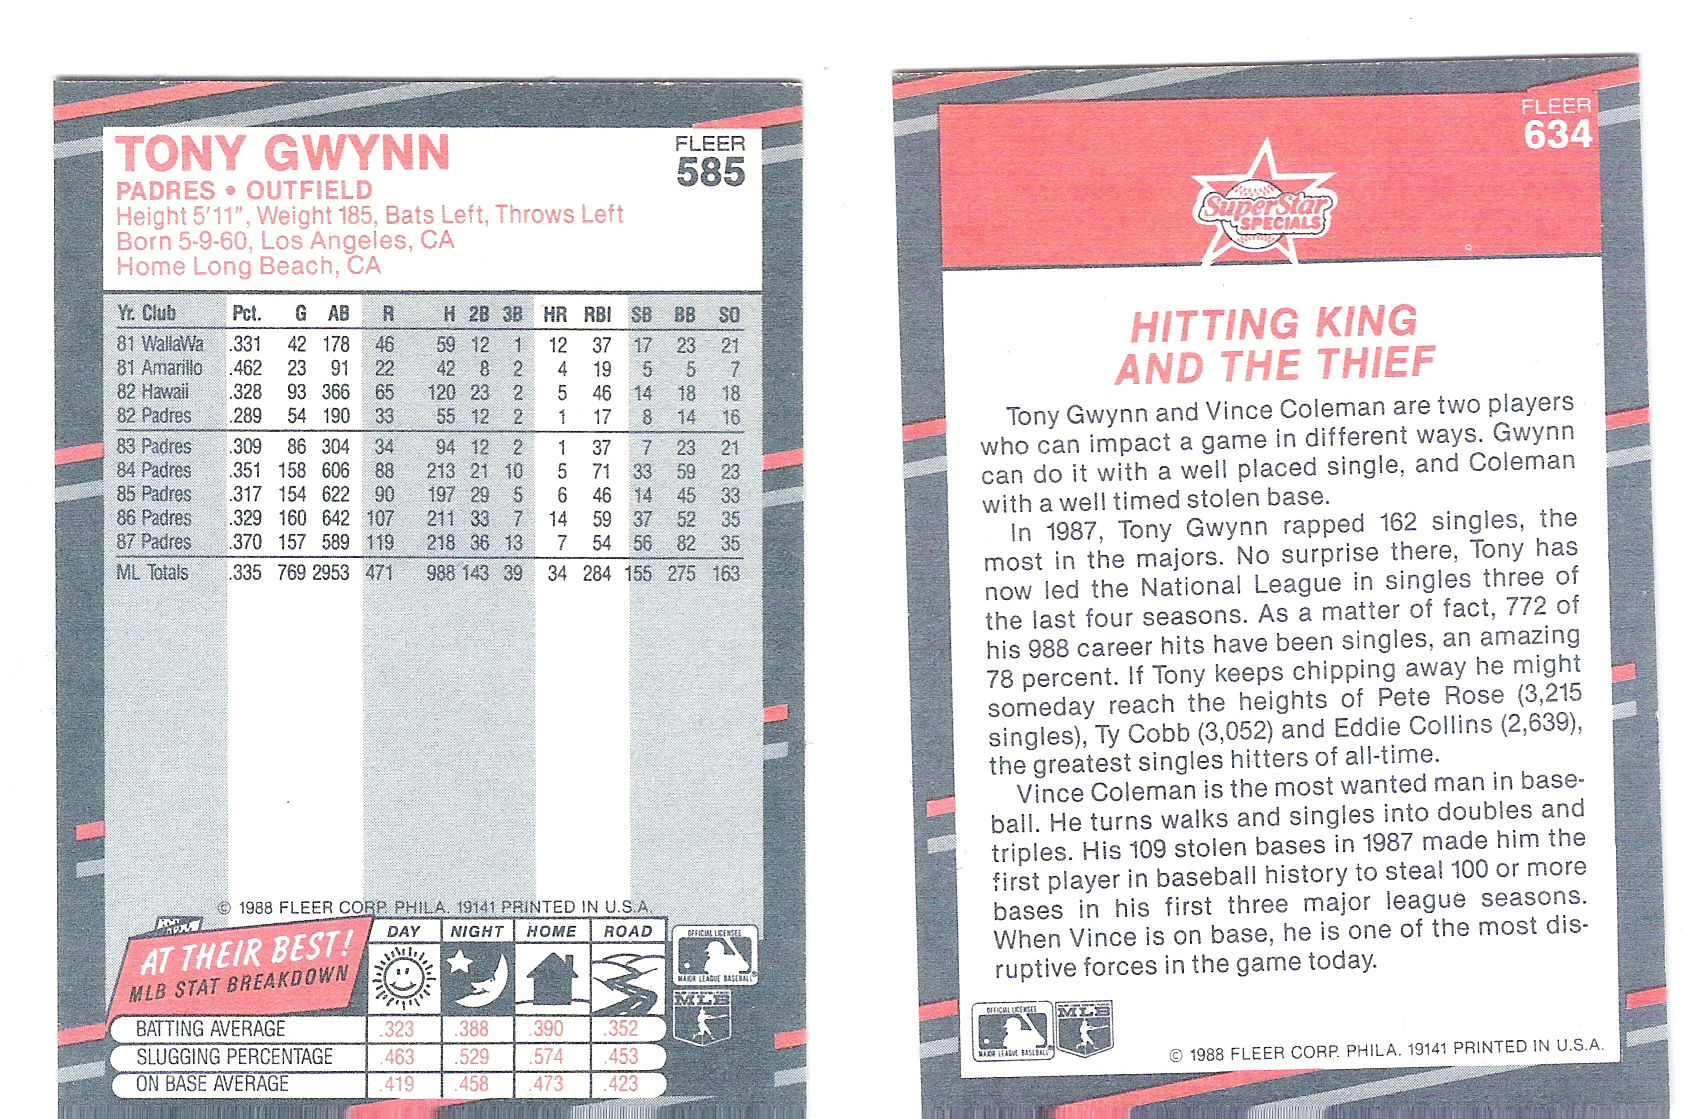 TONY GWYNN
FLEER
585
PADRES • OUTFIELD
Height 5'11", Weight 185, Bats Left, Throws Left
Born 5-9-60, Los Angeles, CA
Home Long Beach, CA
Yr. Club Pct. G AB R H 2B 3B HR RBI SB BB SO
81 WallaWa .331 42 178 46 59 12 1 12 37 17 23 21
81 Amarillo .462 23 91 22 42 8 2 4 19 5 5 7
82 Hawaii .328 93 366 65 120 23 2 5 46 14 18 18
82 Padres .289 54 190 33 55 12 2 1 17 8 14 16
83 Padres .309 86 304 34 94 12 2 1 37 7 23 21
84 Padres .351 158 606 88 213 21 10 5 71 33 59 23
85 Padres .317 154 622 90 197 29 5 6 46 14 45 33
86 Padres .329 160 642 107 211 33 7 14 59 37 52 35
87 Padres .370 157 589 119 218 36 13 7 54 56 82 35
ML Totals .335 769 2953 471 988 143 39 34 284 155 275 163
© 1988 FLEER CORP. PHILA. 19141 PRINTED IN U.S.A.
AT THEIR BEST!
MLB STAT BREAKDOWN
DAY NIGHT HOME ROAD
BATTING AVERAGE .323 .388 .390 .352
SLUGGING PERCENTAGE .463 .529 .574 .453
ON BASE AVERAGE .419 .458 .473 .423
OFFICIAL LICENSEE
MAJOR LEAGUE BASEBALL
MLB
FLEER
634
SuperStar
SPECIALS
HITTING KING
AND THE THIEF
Tony Gwynn and Vince Coleman are two players
who can impact a game in different ways. Gwynn
can do it with a well placed single, and Coleman
with a well timed stolen base.
In 1987, Tony Gwynn rapped 162 singles, the
most in the majors. No surprise there, Tony has
now led the National League in singles three of
the last four seasons. As a matter of fact, 772 of
his 988 career hits have been singles, an amazing
78 percent. If Tony keeps chipping away he might
someday reach the heights of Pete Rose (3,215
singles), Ty Cobb (3,052) and Eddie Collins (2,639),
the greatest singles hitters of all-time.
Vince Coleman is the most wanted man in base-
ball. He turns walks and singles into doubles and
triples. His 109 stolen bases in 1987 made him the
first player in baseball history to steal 100 or more
bases in his first three major league seasons.
When Vince is on base, he is one of the most dis-
ruptive forces in the game today.
OFFICIAL LICENSEE
MAJOR LEAGUE BASEBALL
MLB
© 1988 FLEER CORP. PHILA. 19141 PRINTED IN U.S.A.